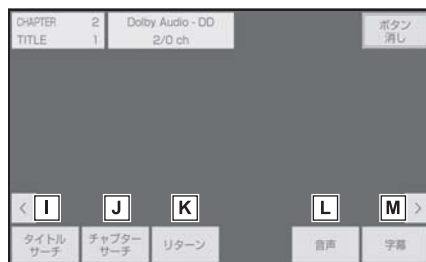 CHAPTER 2
TITLE 1
Dolby Audio - DD
2/0 ch
ボタン
消し
< I J K L M >
タイトル
サーチ
チャプター
サーチ
リターン
音声
字幕